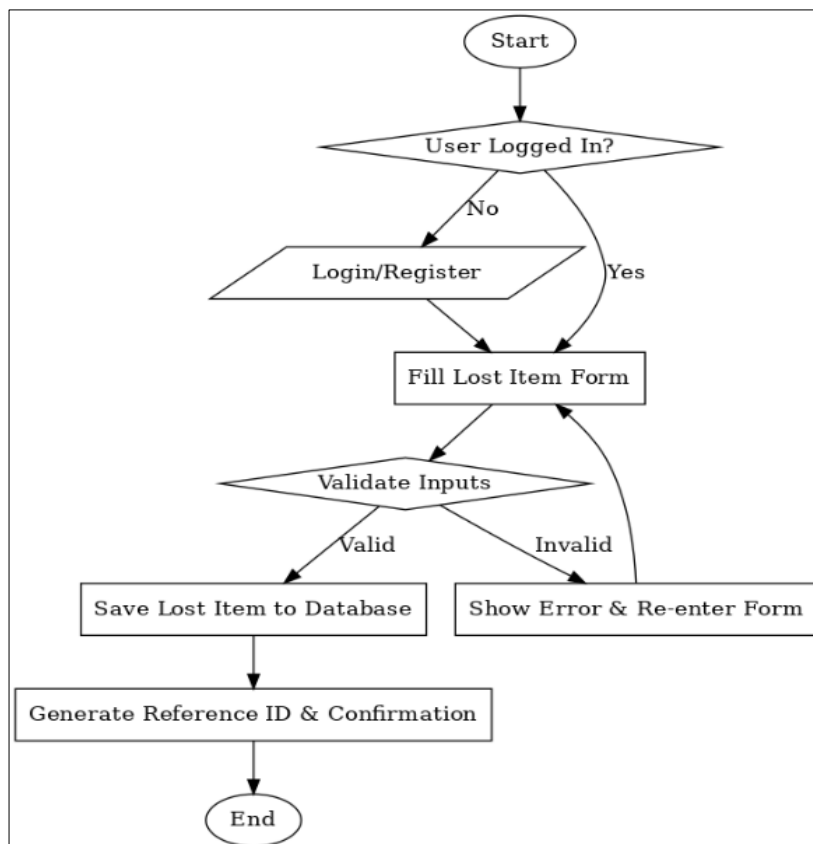 Start
User Logged In?
No
Login/Register
Yes
Fill Lost Item Form
Validate Inputs
Valid
Invalid
Save Lost Item to Database
Show Error & Re-enter Form
Generate Reference ID & Confirmation
End